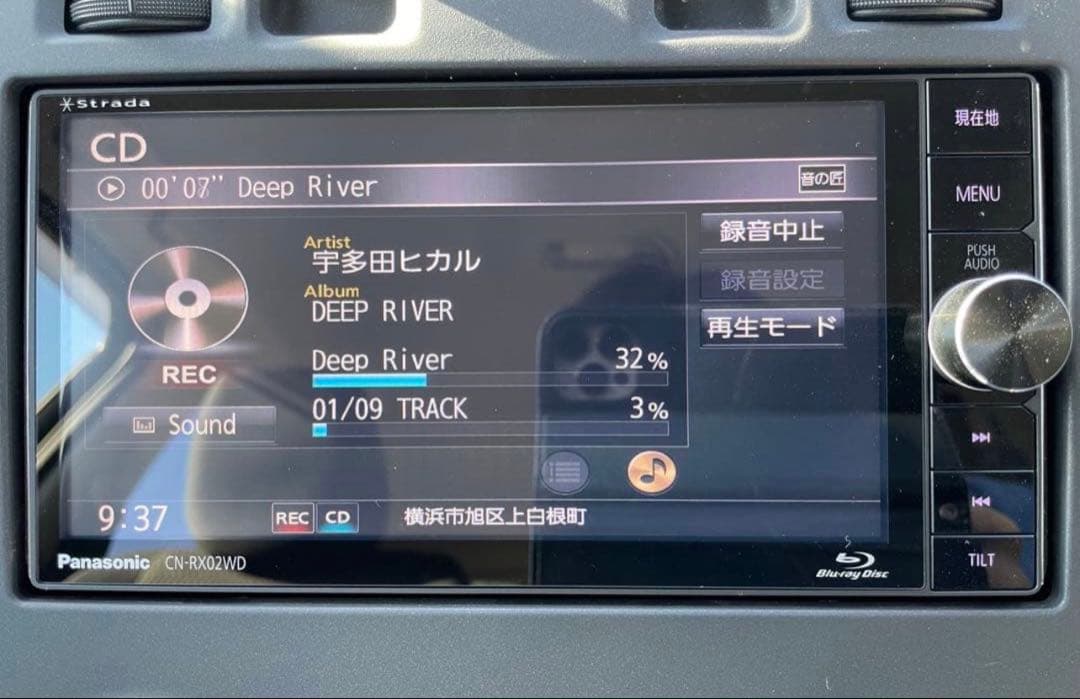 Strada
CD
00'07" Deep River
音の匠
現在地
MENU
PUSH
AUDIO
Artist
宇多田ヒカル
Album
DEEP RIVER
Deep River 32%
01/09 TRACK 3%
REC
Sound
録音中止
録音設定
再生モード
9:37
REC
CD
横浜市旭区上白根町
TILT
Panasonic CN-RX02WD
Blu-ray Disc